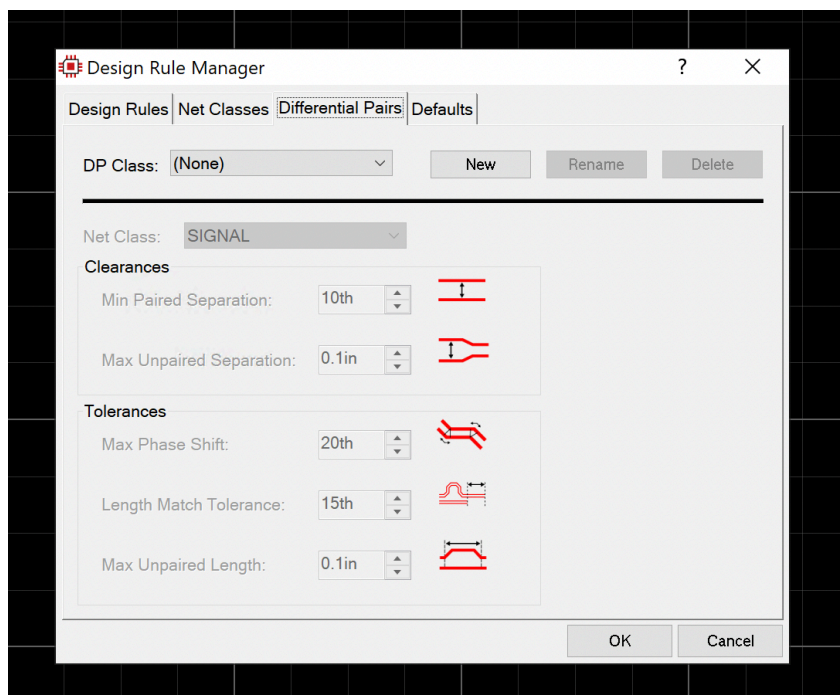 Design Rule Manager ?
Design Rules Net Classes Differential Pairs Defaults
DP Class: (None) New Rename Delete
Net Class: SIGNAL
Clearances
Min Paired Separation: 10th
Max Unpaired Separation: 0.1in
Tolerances
Max Phase Shift: 20th
Length Match Tolerance: 15th
Max Unpaired Length: 0.1in
OK Cancel